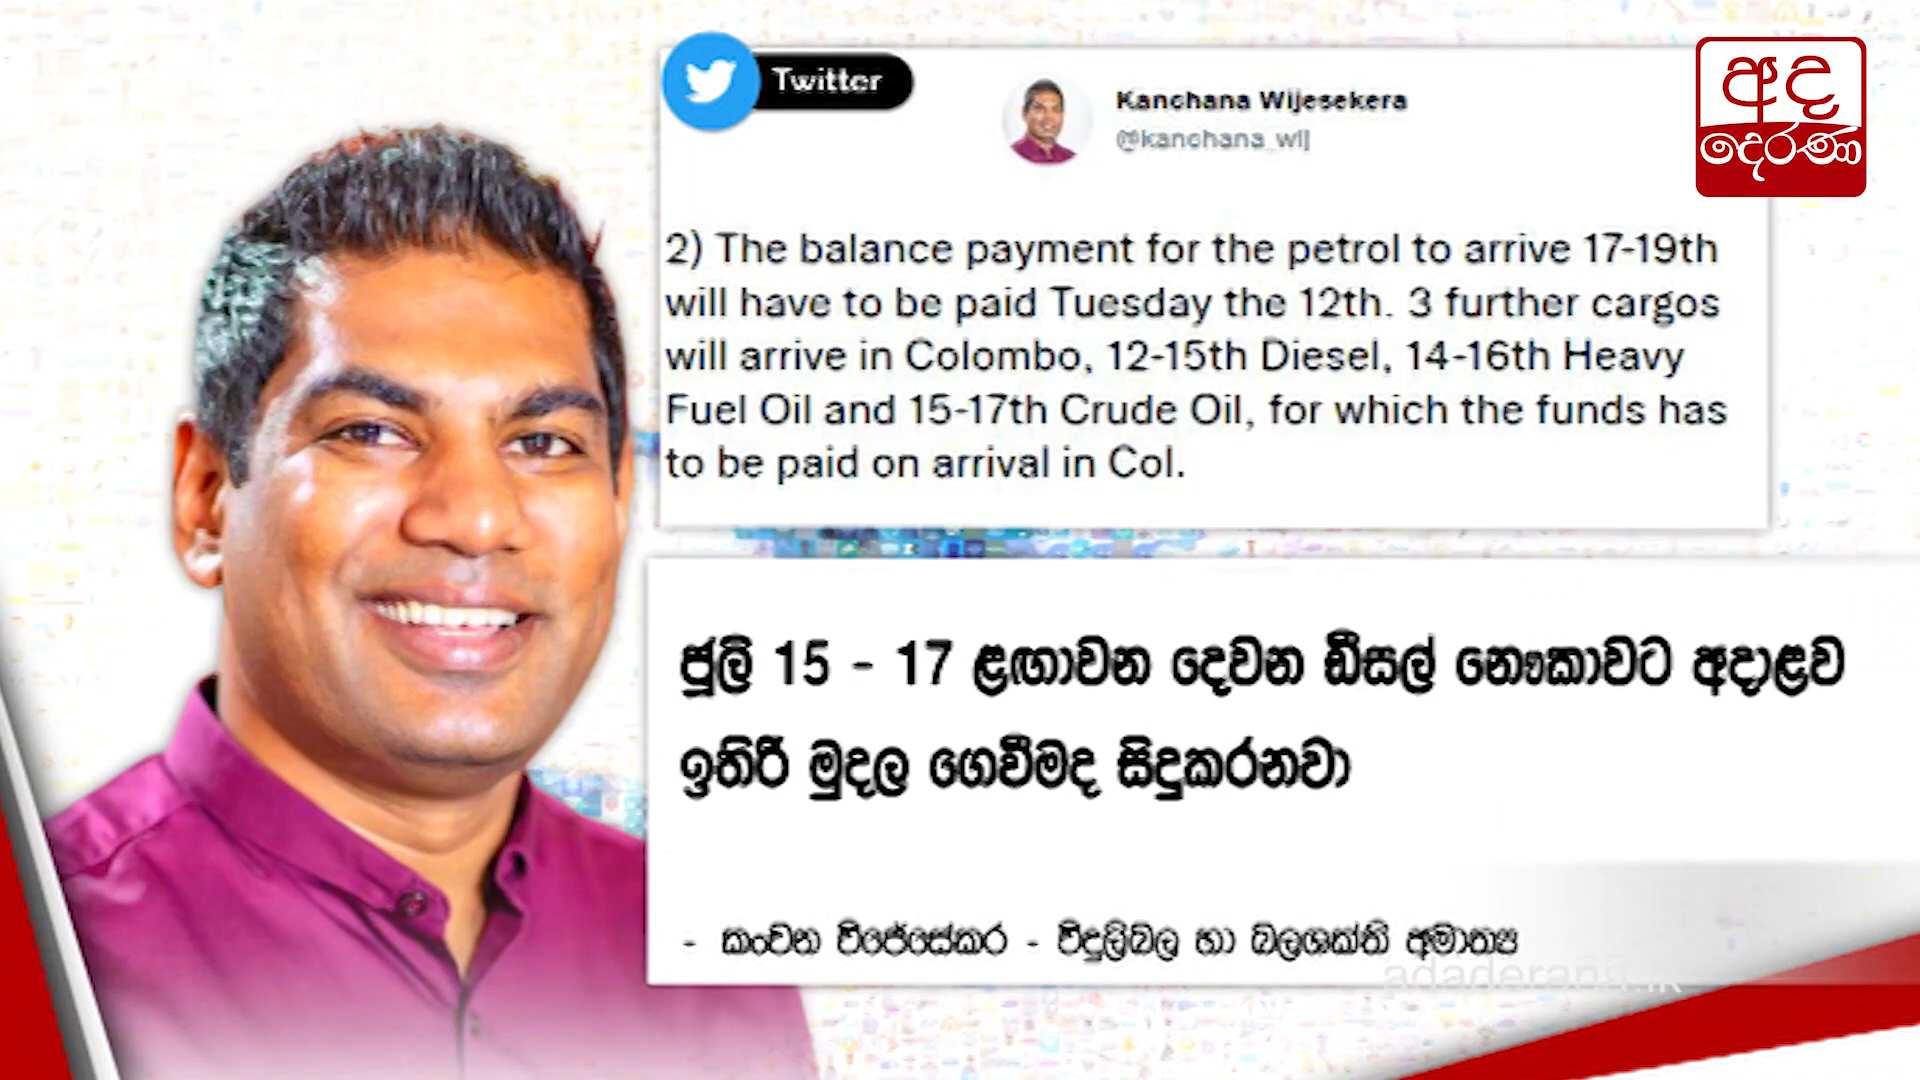 Twitter
Kanchana Wijesekera
@kanchana_wij
අද
දෙරණ
2) The balance payment for the petrol to arrive 17-19th
will have to be paid Tuesday the 12th. 3 further cargos
will arrive in Colombo, 12-15th Diesel, 14-16th Heavy
Fuel Oil and 15-17th Crude Oil, for which the funds has
to be paid on arrival in Col.
ජූලි 15 - 17 ළඟාවන දෙවන ඩීසල් නෞකාවට අදාළව
ඉතිරි මුදල ගෙවීමද සිදුකරනවා
- කංචන විජේසේකර - විදුලිබල හා බලශක්ති අමාත්‍ය
adaderana.lk